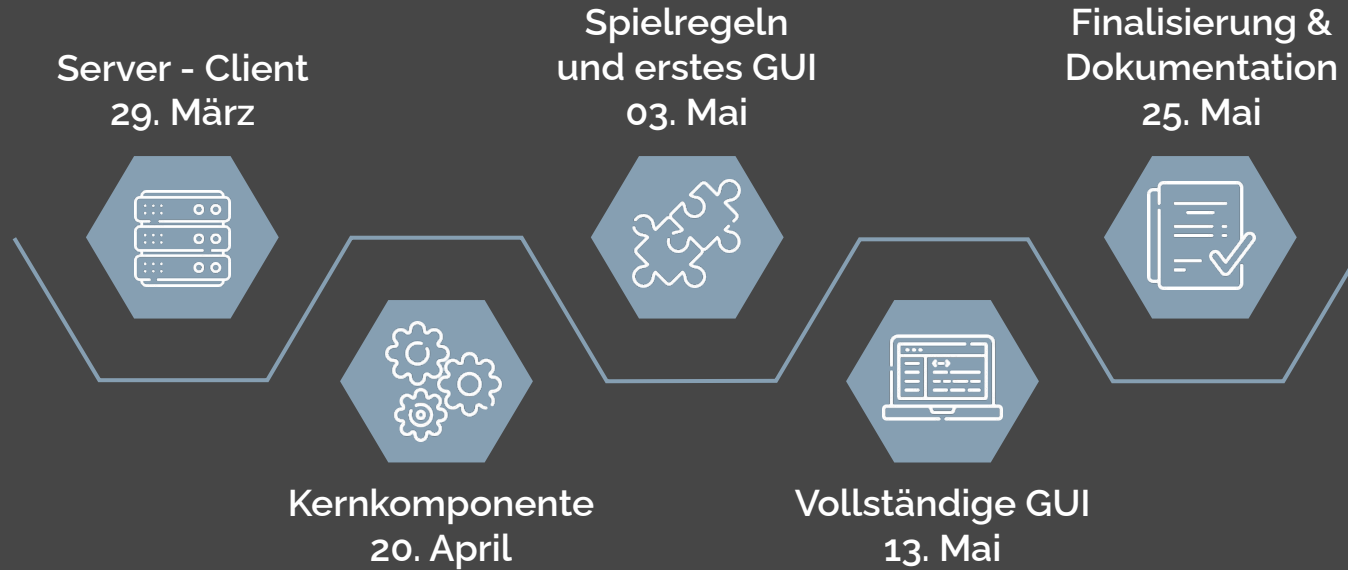 Server - Client
29. März
Kernkomponente
20. April
Spielregeln
und erstes GUI
03. Mai
Vollständige GUI
13. Mai
Finalisierung &
Dokumentation
25. Mai